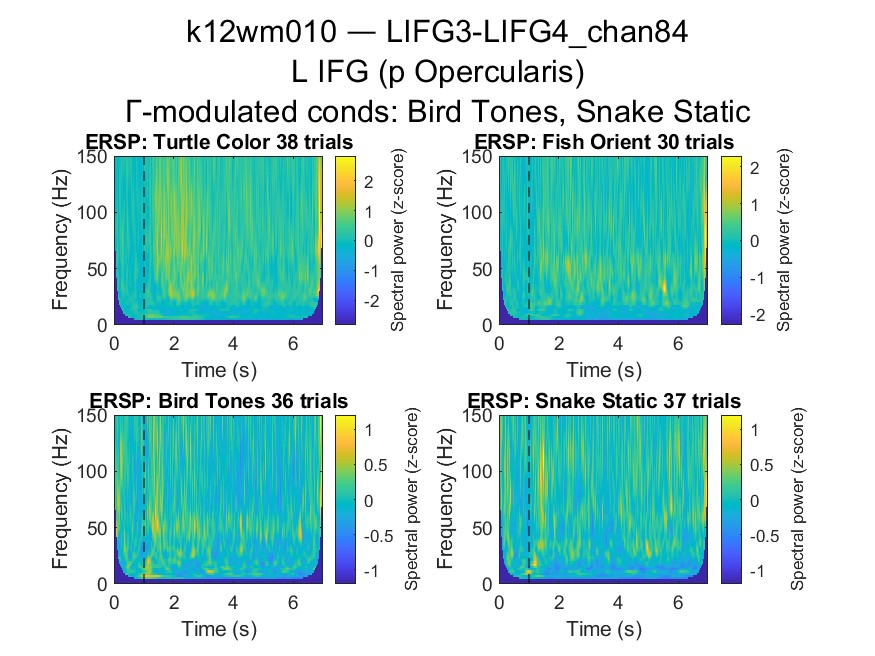 k12wm010 — LIFG3-LIFG4_chan84
L IFG (p Opercularis)
Γ-modulated conds: Bird Tones, Snake Static
ERSP: Turtle Color 38 trials
150
100
50
0
Frequency (Hz)
0 2 4 6
Time (s)
2
1
0
-1
-2
Spectral power (z-score)
ERSP: Fish Orient 30 trials
150
100
50
0
Frequency (Hz)
0 2 4 6
Time (s)
2
1
0
-1
-2
Spectral power (z-score)
ERSP: Bird Tones 36 trials
150
100
50
0
Frequency (Hz)
0 2 4 6
Time (s)
1
0.5
0
-0.5
-1
Spectral power (z-score)
ERSP: Snake Static 37 trials
150
100
50
0
Frequency (Hz)
0 2 4 6
Time (s)
1
0.5
0
-0.5
-1
Spectral power (z-score)